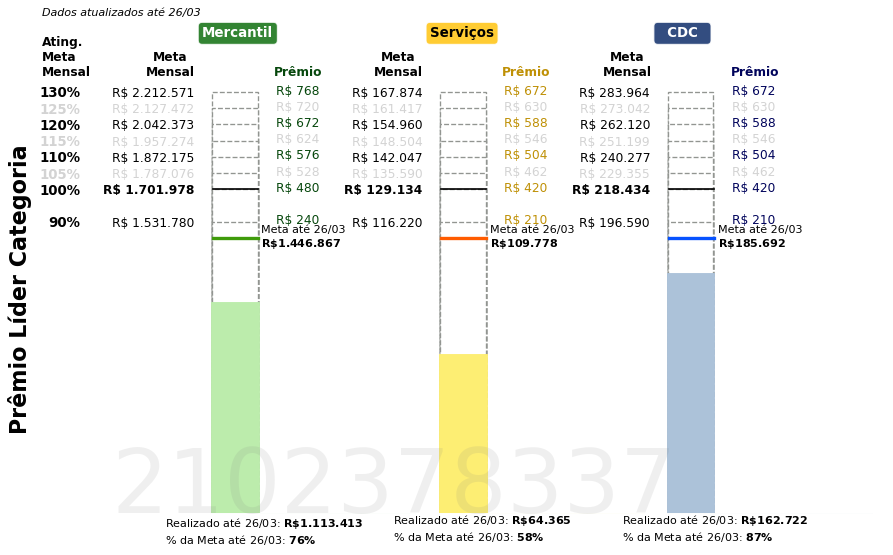 Dados atualizados até 26/03
Mercantil Serviços CDC
Ating. Meta Mensal
Meta Mensal Prêmio Meta Mensal Prêmio Meta Mensal Prêmio
130% R$ 2.212.571 R$ 768 R$ 167.874 R$ 672 R$ 283.964 R$ 672
125% R$ 2.127.472 R$ 720 R$ 161.417 R$ 630 R$ 273.042 R$ 630
120% R$ 2.042.373 R$ 672 R$ 154.960 R$ 588 R$ 262.120 R$ 588
115% R$ 1.957.274 R$ 624 R$ 148.504 R$ 546 R$ 251.199 R$ 546
110% R$ 1.872.175 R$ 576 R$ 142.047 R$ 504 R$ 240.277 R$ 504
105% R$ 1.787.076 R$ 528 R$ 135.590 R$ 462 R$ 229.355 R$ 462
100% R$ 1.701.978 R$ 480 R$ 129.134 R$ 420 R$ 218.434 R$ 420
90% R$ 1.531.780 R$ 240 R$ 116.220 R$ 210 R$ 196.590 R$ 210
Meta até 26/03 Meta até 26/03 Meta até 26/03
R$1.446.867 R$109.778 R$185.692
Prêmio Líder Categoria
2102378337
Realizado até 26/03: R$1.113.413 Realizado até 26/03: R$64.365 Realizado até 26/03: R$162.722
% da Meta até 26/03: 76% % da Meta até 26/03: 58% % da Meta até 26/03: 87%